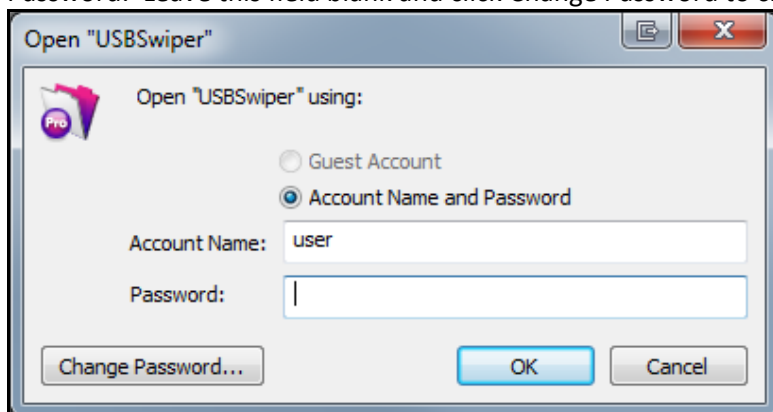 Password. Leave this field blank and click Change Password to c
Open "USBSwiper"
Open "USBSwiper" using:
Pro
Guest Account
Account Name and Password
Account Name: user
Password:
Change Password... OK Cancel